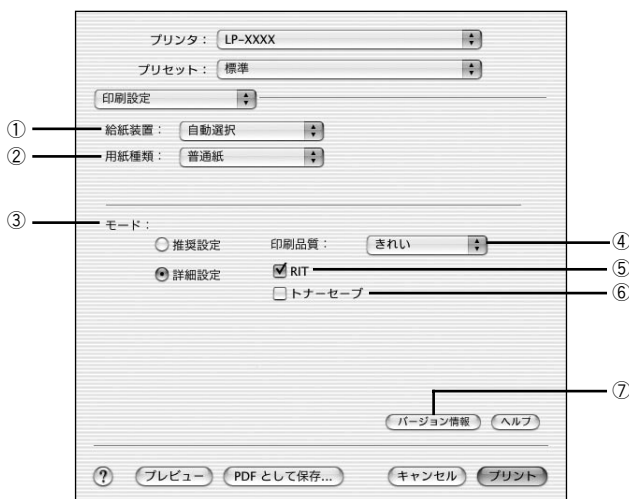 プリンタ： LP-XXXX
プリセット： 標準
印刷設定
① 給紙装置： 自動選択
② 用紙種類： 普通紙
③ モード：
推奨設定 印刷品質： きれい ④
詳細設定 RIT ⑤
トナーセーブ ⑥
⑦
バージョン情報 ヘルプ
? プレビュー PDF として保存... キャンセル プリント